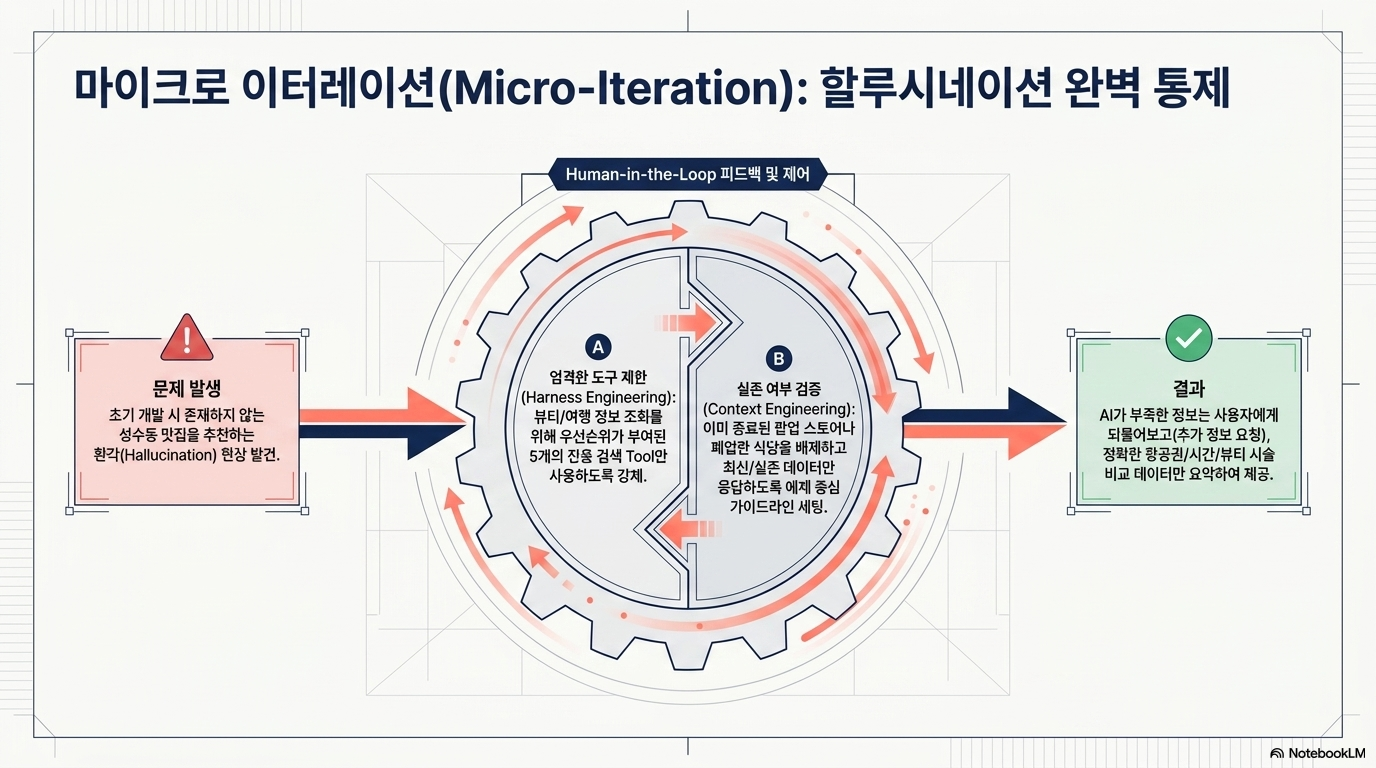 마이크로 이터레이션(Micro-Iteration): 할루시네이션 완벽 통제
Human-in-the-Loop 피드백 및 제어
문제 발생
초기 개발 시 존재하지 않는
성수동 맛집을 추천하는
환각(Hallucination) 현상 발견.
A
엄격환 도구 제한
(Harness Engineering):
뷰티/여행 정보 조화를
위해 우선순위가 부여된
5개의 진용 검색 Tool만
사용하도록 강체.
B
실존 여부 검증
(Context Engineering):
이미 종료된 팝업 스토어나
폐업란 식당을 배제하고
최신/실존 데이터만
응답하도록 에제 중심
가이드라인 세팅.
결과
AI가 부족한 정보는 사용자에게
되물어보고(추가 정보 요청),
정확란 항공권/시간/뷰티 시술
비교 데이터만 요악하여 제공.
NotebookLM